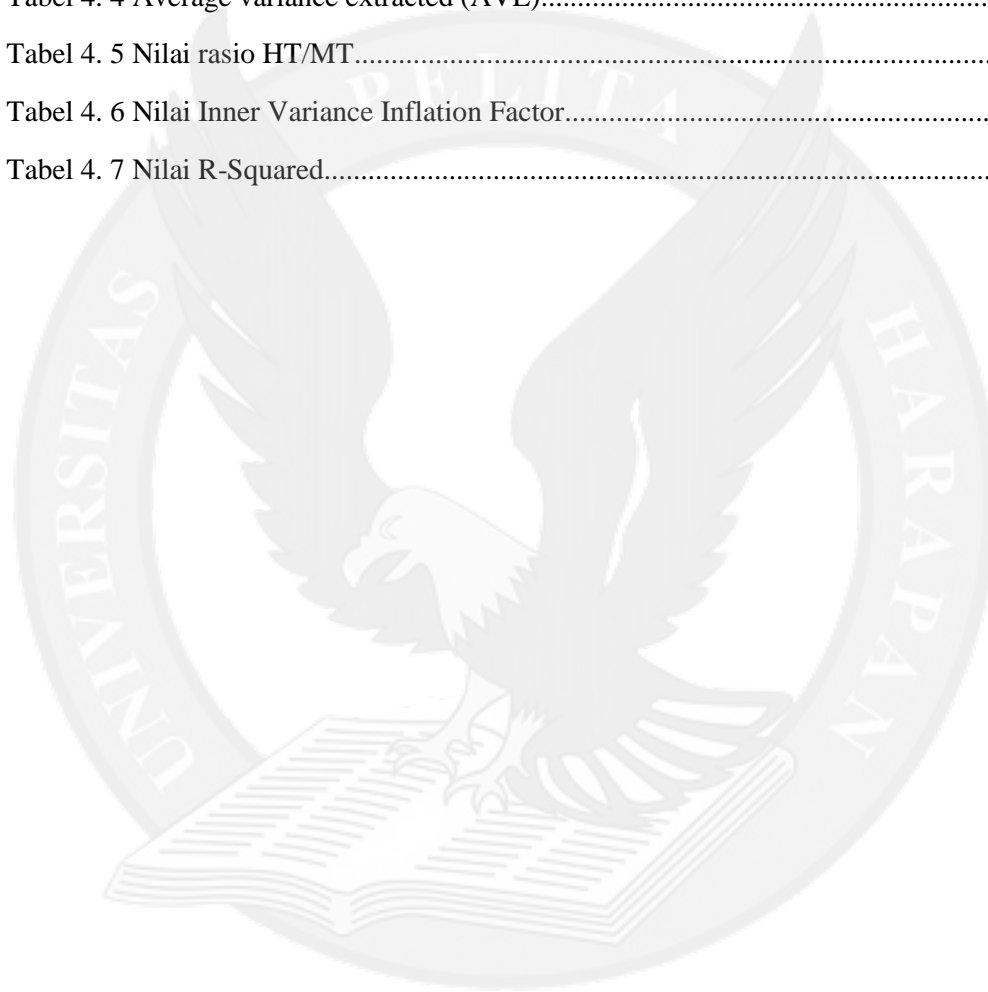 Tabel 4. 4 Average variance extracted (AVE)..........................................................
Tabel 4. 5 Nilai rasio HT/MT......................................................................................
Tabel 4. 6 Nilai Inner Variance Inflation Factor.........................................................
Tabel 4. 7 Nilai R-Squared..........................................................................................
UNIVERSITAS PELITA HARAPAN